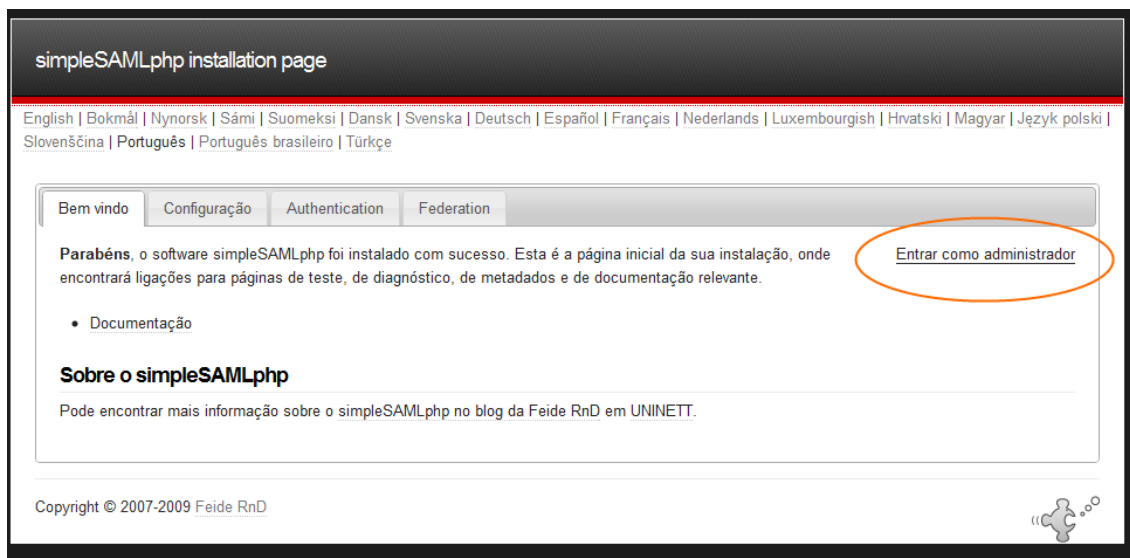 simpleSAMLphp installation page
English | Bokmål | Nynorsk | Sámi | Suomeksi | Dansk | Svenska | Deutsch | Español | Français | Nederlands | Luxembourgish | Hrvatski | Magyar | Język polski |
Slovenščina | Português | Português brasileiro | Türkçe
Bem vindo Configuração Authentication Federation
Parabéns, o software simpleSAMLphp foi instalado com sucesso. Esta é a página inicial da sua instalação, onde Entrar como administrador
encontrará ligações para páginas de teste, de diagnóstico, de metadados e de documentação relevante.
• Documentação
Sobre o simpleSAMLphp
Pode encontrar mais informação sobre o simpleSAMLphp no blog da Feide RnD em UNINETT.
Copyright © 2007-2009 Feide RnD